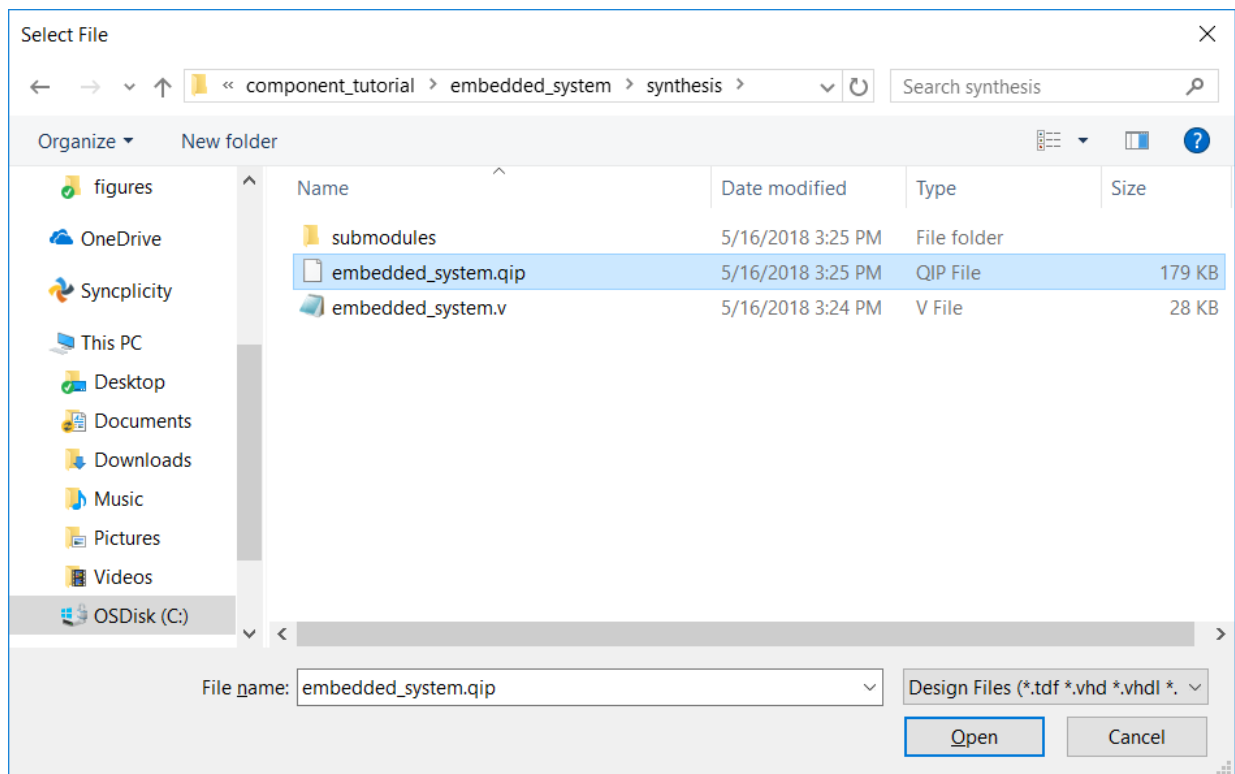 Select File
« component_tutorial > embedded_system > synthesis >
Search synthesis
Organize
New folder
?
figures
OneDrive
Syncplicity
This PC
Desktop
Documents
Downloads
Music
Pictures
Videos
OSDisk (C:)
Name Date modified Type Size
submodules 5/16/2018 3:25 PM File folder
embedded_system.qip 5/16/2018 3:25 PM QIP File 179 KB
embedded_system.v 5/16/2018 3:24 PM V File 28 KB
File name: embedded_system.qip
Design Files (*.tdf *.vhd *.vhdl *.
Open
Cancel